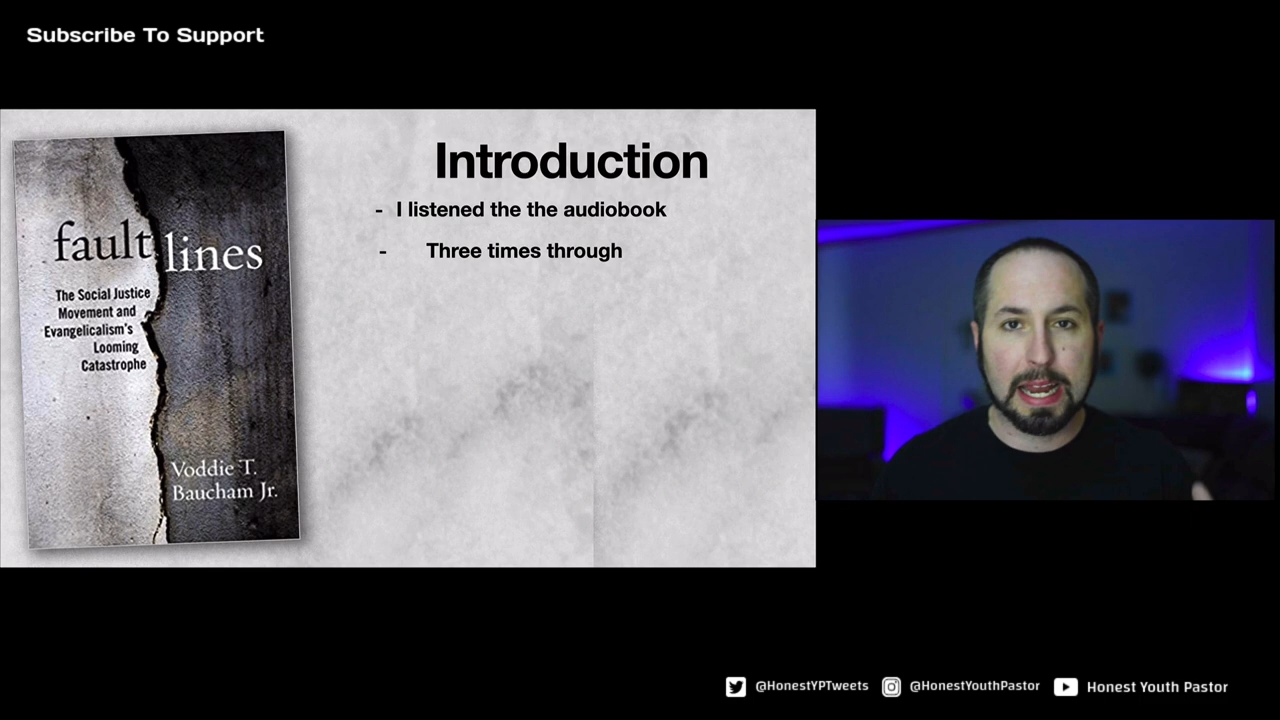 Subscribe To Support
Introduction
- I listened the the audiobook
- Three times through
fault lines
The Social Justice
Movement and
Evangelicalism's
Looming
Catastrophe
Voddie T.
Baucham Jr.
@HonestYPTweets @HonestYouthPastor Honest Youth Pastor